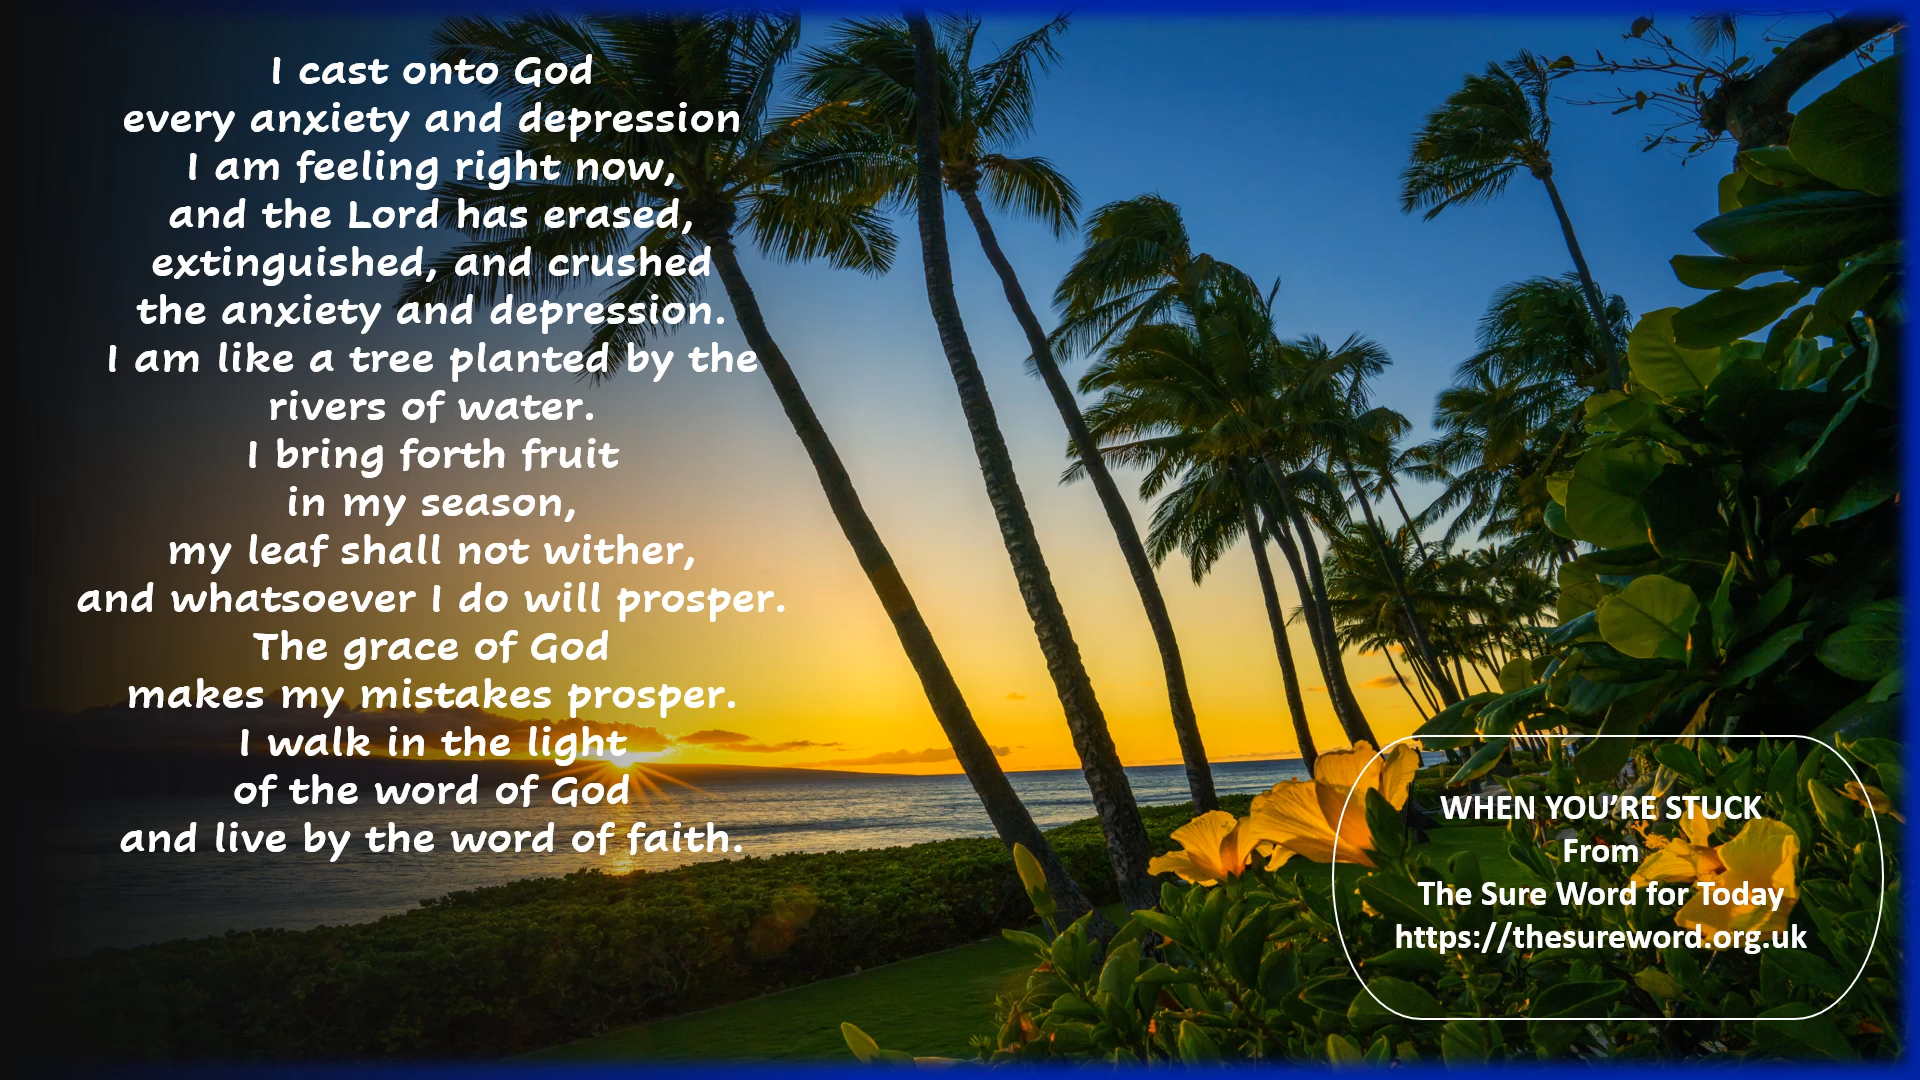 I cast onto God
every anxiety and depression
I am feeling right now,
and the Lord has erased,
extinguished, and crushed
the anxiety and depression.
I am like a tree planted by the
rivers of water.
I bring forth fruit
in my season,
my leaf shall not wither,
and whatsoever I do will prosper.
The grace of God
makes my mistakes prosper.
I walk in the light
of the word of God
and live by the word of faith.
WHEN YOU’RE STUCK
From
The Sure Word for Today
https://thesureword.org.uk